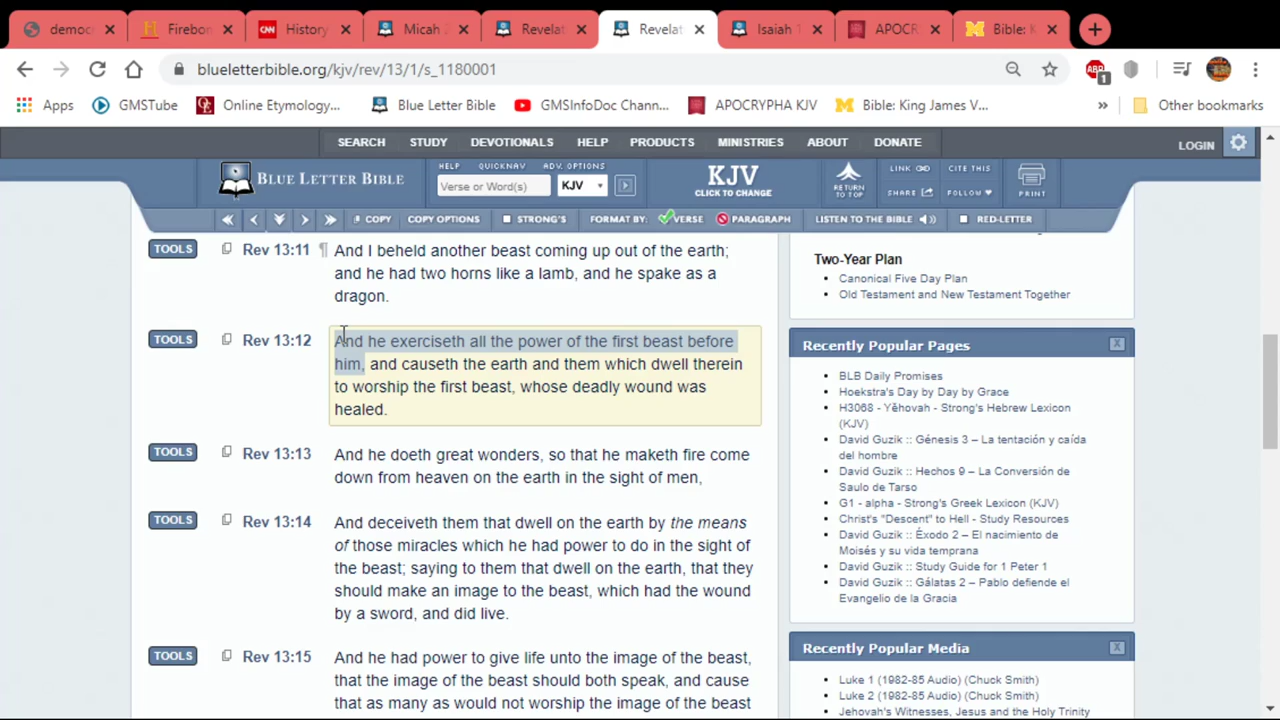 democ
Firebon
CNN History
Micah 7
Revelat
Revelat
Isaiah 1
APOCR
Bible: K
blueletterbible.org/kjv/rev/13/1/s_1180001
ABP
1
Apps
GMSTube
Online Etymology...
Blue Letter Bible
GMSInfoDoc Chann...
APOCRYPHA KJV
Bible: King James V...
»
Other bookmarks
SEARCH STUDY DEVOTIONALS HELP PRODUCTS MINISTRIES ABOUT DONATE
LOGIN
BLUE LETTER BIBLE
HELP QUICKNAV ADV. OPTIONS
Verse or Word(s)
KJV
KJV
CLICK TO CHANGE
RETURN
TO TOP
LINK
CITE THIS
SHARE
FOLLOW
PRINT
COPY COPY OPTIONS STRONG'S FORMAT BY: VERSE PARAGRAPH LISTEN TO THE BIBLE RED-LETTER
TOOLS Rev 13:11 ¶ And I beheld another beast coming up out of the earth;
and he had two horns like a lamb, and he spake as a
dragon.
TOOLS Rev 13:12 And he exerciseth all the power of the first beast before
him, and causeth the earth and them which dwell therein
to worship the first beast, whose deadly wound was
healed.
TOOLS Rev 13:13 And he doeth great wonders, so that he maketh fire come
down from heaven on the earth in the sight of men,
TOOLS Rev 13:14 And deceiveth them that dwell on the earth by the means
of those miracles which he had power to do in the sight of
the beast; saying to them that dwell on the earth, that they
should make an image to the beast, which had the wound
by a sword, and did live.
TOOLS Rev 13:15 And he had power to give life unto the image of the beast,
that the image of the beast should both speak, and cause
that as many as would not worship the image of the beast
Two-Year Plan
Canonical Five Day Plan
Old Testament and New Testament Together
Recently Popular Pages
BLB Daily Promises
Hoekstra's Day by Day by Grace
H3068 - Yĕhovah - Strong's Hebrew Lexicon
(KJV)
David Guzik :: Génesis 3 – La tentación y caída
del hombre
David Guzik :: Hechos 9 – La Conversión de
Saulo de Tarso
G1 - alpha - Strong's Greek Lexicon (KJV)
Christ's "Descent" to Hell - Study Resources
David Guzik :: Éxodo 2 – El nacimiento de
Moisés y su vida temprana
David Guzik :: Study Guide for 1 Peter 1
David Guzik :: Gálatas 2 – Pablo defiende el
Evangelio de la Gracia
Recently Popular Media
Luke 1 (1982-85 Audio) (Chuck Smith)
Luke 2 (1982-85 Audio) (Chuck Smith)
Jehovah's Witnesses, Jesus and the Holy Trinity